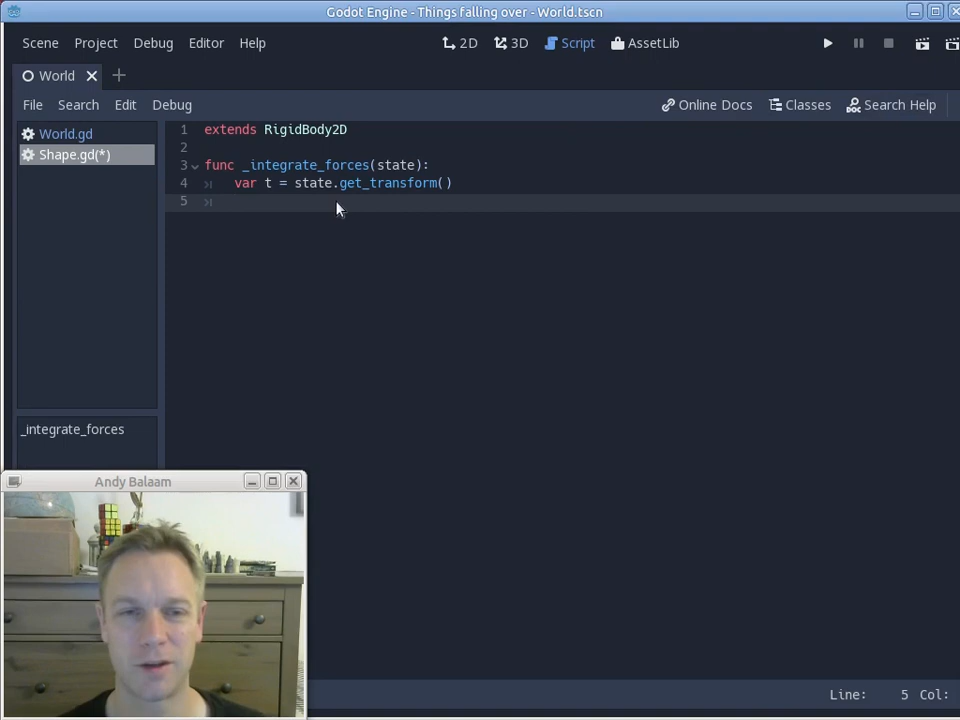 Godot Engine - Things falling over - World.tscn
Scene Project Debug Editor Help 2D 3D Script AssetLib
World
File Search Edit Debug Online Docs Classes Search Help
World.gd
Shape.gd(*)
1 extends RigidBody2D
2
3 func _integrate_forces(state):
4 var t = state.get_transform()
5
_integrate_forces
Andy Balaam
Line: 5 Col: